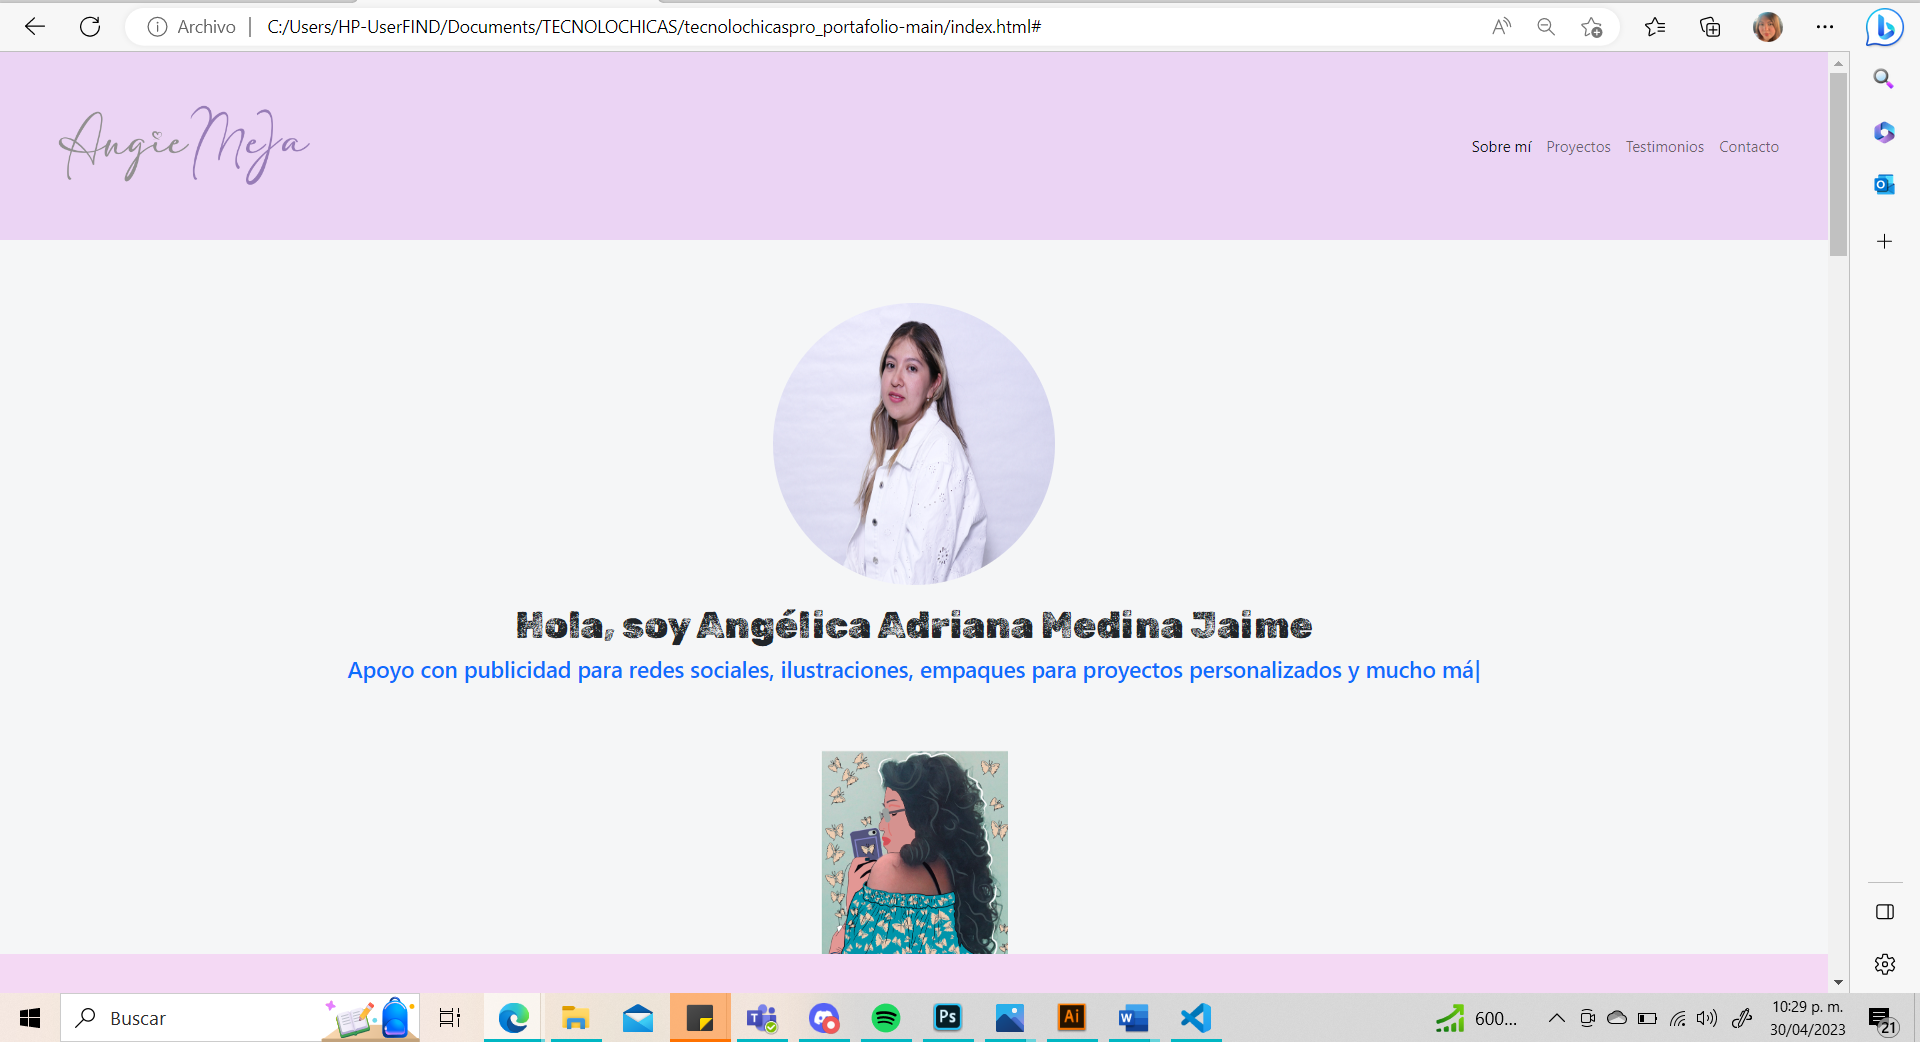 Archivo | C:/Users/HP-UserFIND/Documents/TECNOLOCHICAS/tecnolochicaspro_portafolio-main/index.html#
Angie MeJa
Sobre mí Proyectos Testimonios Contacto
Hola, soy Angélica Adriana Medina Jaime
Apoyo con publicidad para redes sociales, ilustraciones, empaques para proyectos personalizados y mucho má|
Buscar
600...
10:29 p. m.
30/04/2023
21